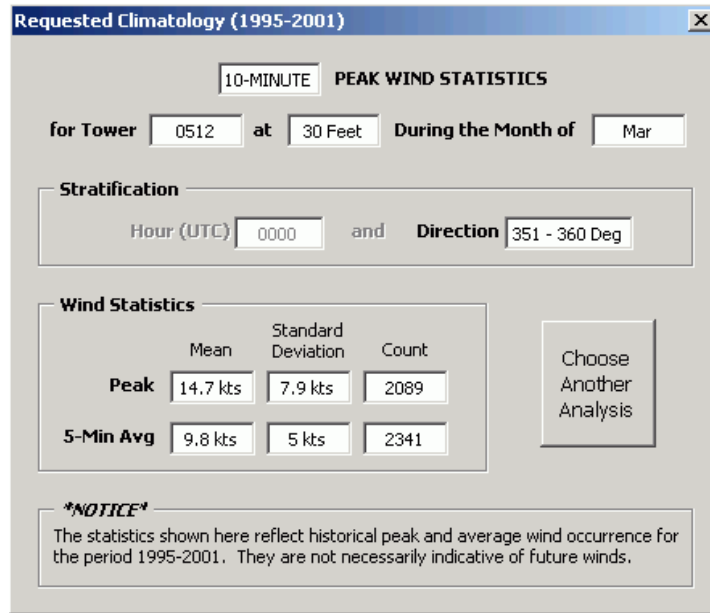 Requested Climatology (1995-2001)
10-MINUTE PEAK WIND STATISTICS
for Tower 0512 at 30 Feet During the Month of Mar
Stratification
Hour (UTC) 0000 and Direction 351 - 360 Deg
Wind Statistics
Mean Standard Deviation Count
Peak 14.7 kts 7.9 kts 2089
5-Min Avg 9.8 kts 5 kts 2341
Choose
Another
Analysis
*NOTICE*
The statistics shown here reflect historical peak and average wind occurrence for
the period 1995-2001. They are not necessarily indicative of future winds.